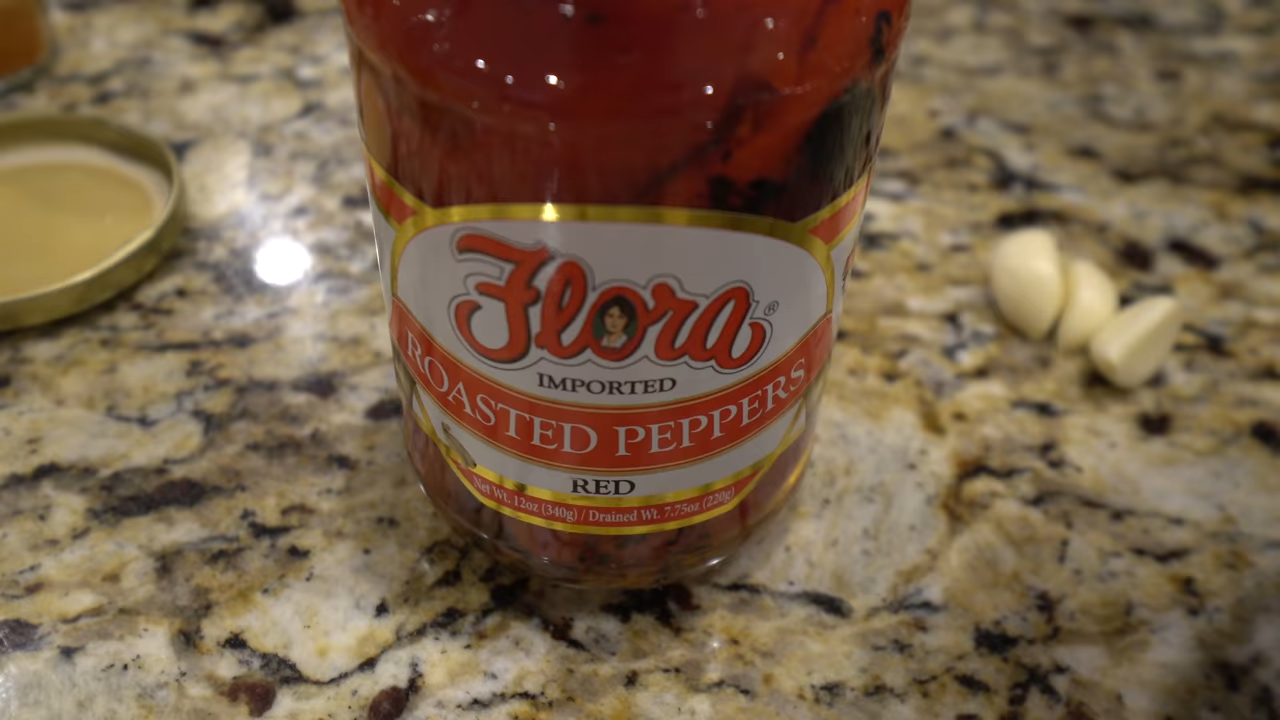 Flora®
IMPORTED
ROASTED PEPPERS
RED
Net Wt. 12oz (340g) / Drained Wt. 7.75oz (220g)